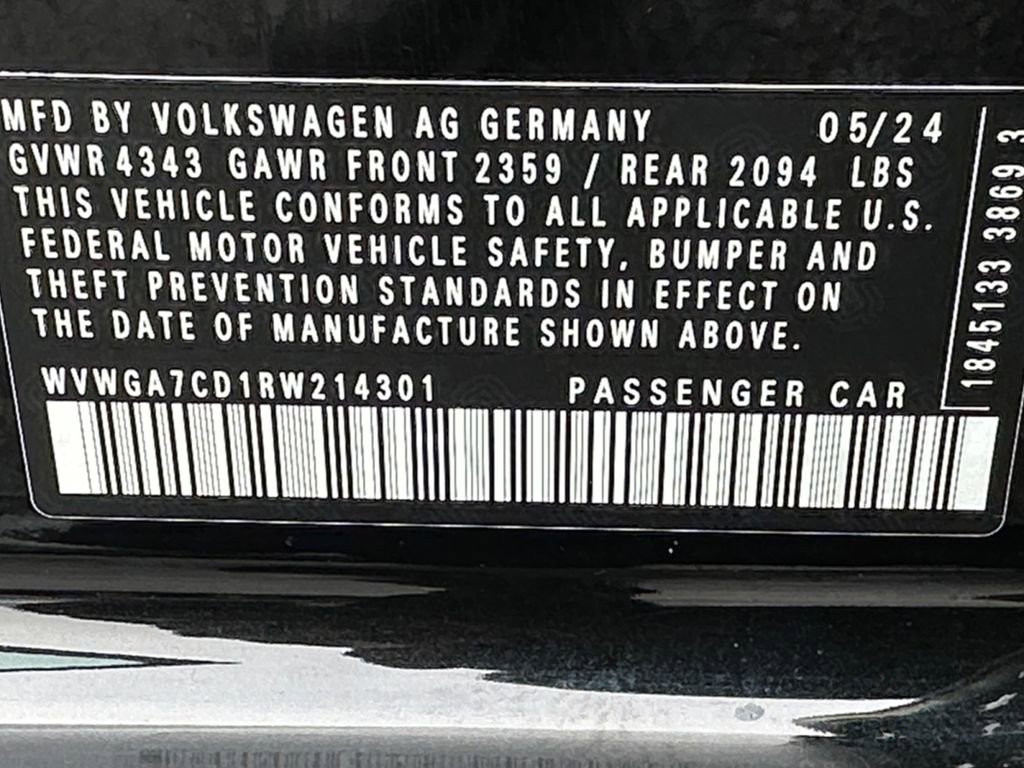 MFD BY VOLKSWAGEN AG GERMANY 05/24
GVWR 4343 GAWR FRONT 2359 / REAR 2094 LBS
THIS VEHICLE CONFORMS TO ALL APPLICABLE U.S.
FEDERAL MOTOR VEHICLE SAFETY, BUMPER AND
THEFT PREVENTION STANDARDS IN EFFECT ON
THE DATE OF MANUFACTURE SHOWN ABOVE.
WVWGA7CD1RW214301 PASSENGER CAR
1845133 3869 3